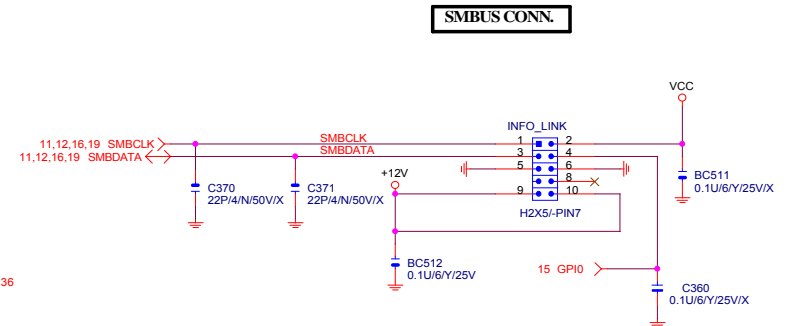 SMBUS CONN.
VCC
INFO_LINK
11,12,16,19 SMBCLK
SMBCLK
1
2
11,12,16,19 SMBDATA
SMBDATA
3
4
5
6
8
9
10
+12V
C370
22P/4/N/50V/X
C371
22P/4/N/50V/X
BC511
0.1U/6/Y/25V/X
H2X5/-PIN7
BC512
0.1U/6/Y/25V
15 GPI0
36
C360
0.1U/6/Y/25V/X